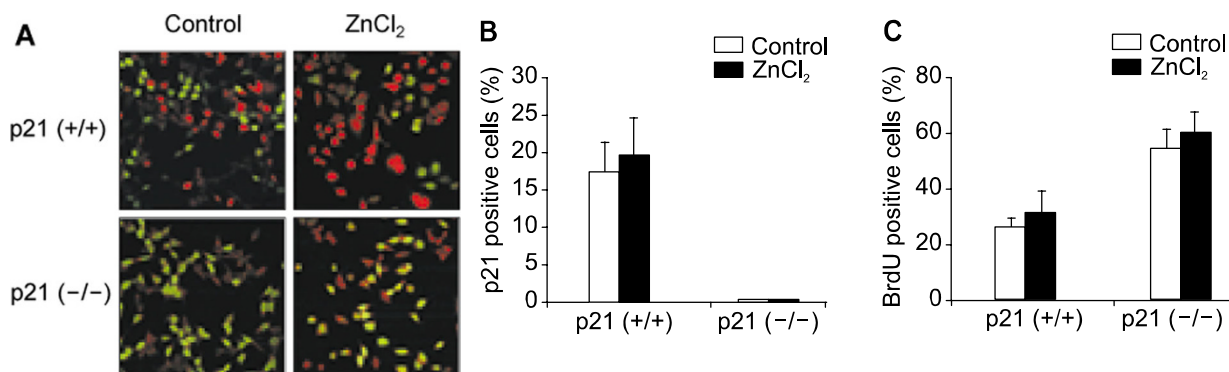 A
Control
ZnCl₂
p21 (+/+)
p21 (−/−)
B
Control
ZnCl₂
p21 positive cells (%)
30
25
20
15
10
5
0
p21 (+/+)
p21 (−/−)
C
Control
ZnCl₂
BrdU positive cells (%)
80
60
40
20
0
p21 (+/+)
p21 (−/−)